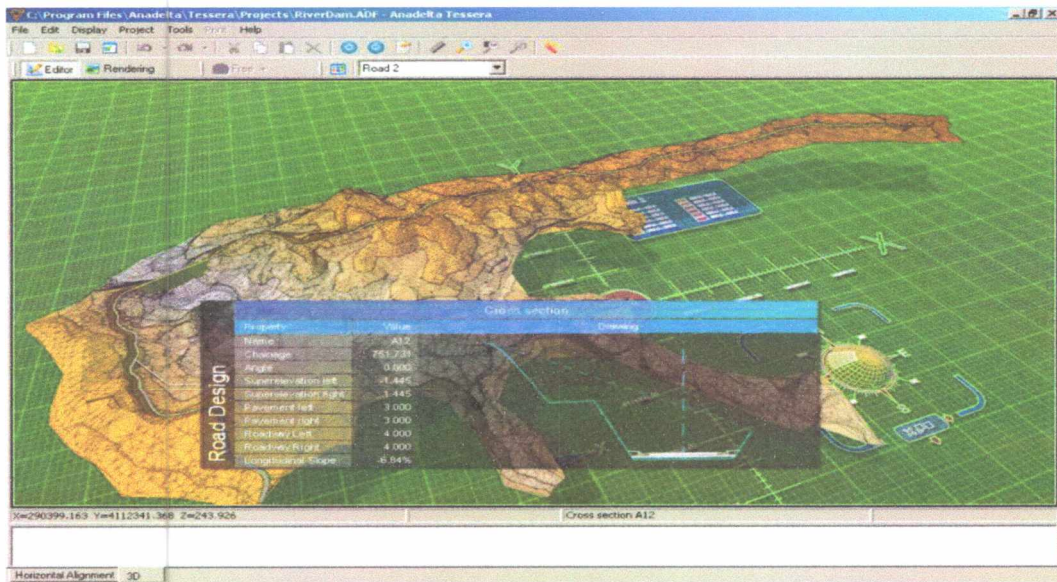 C:\Program Files\Anadelta\Tessera\Projects\RiverDam.ADF - Anadelta Tessera
File Edit Display Project Tools Print Help
Editor Rendering Free Road 2
Cross section
Property Value Drawing
Name A12
Chainage 751.731
Angle 0.000
Superelevation left -1.445
Superelevation right 1.445
Pavement left 3.000
Pavement right 3.000
Roadway Left 4.000
Roadway Right 4.000
Longitudinal Slope -6.84%
Road Design
X=290399.163 Y=4112341.368 Z=243.926 Cross section A12
Horizontal Alignment 3D